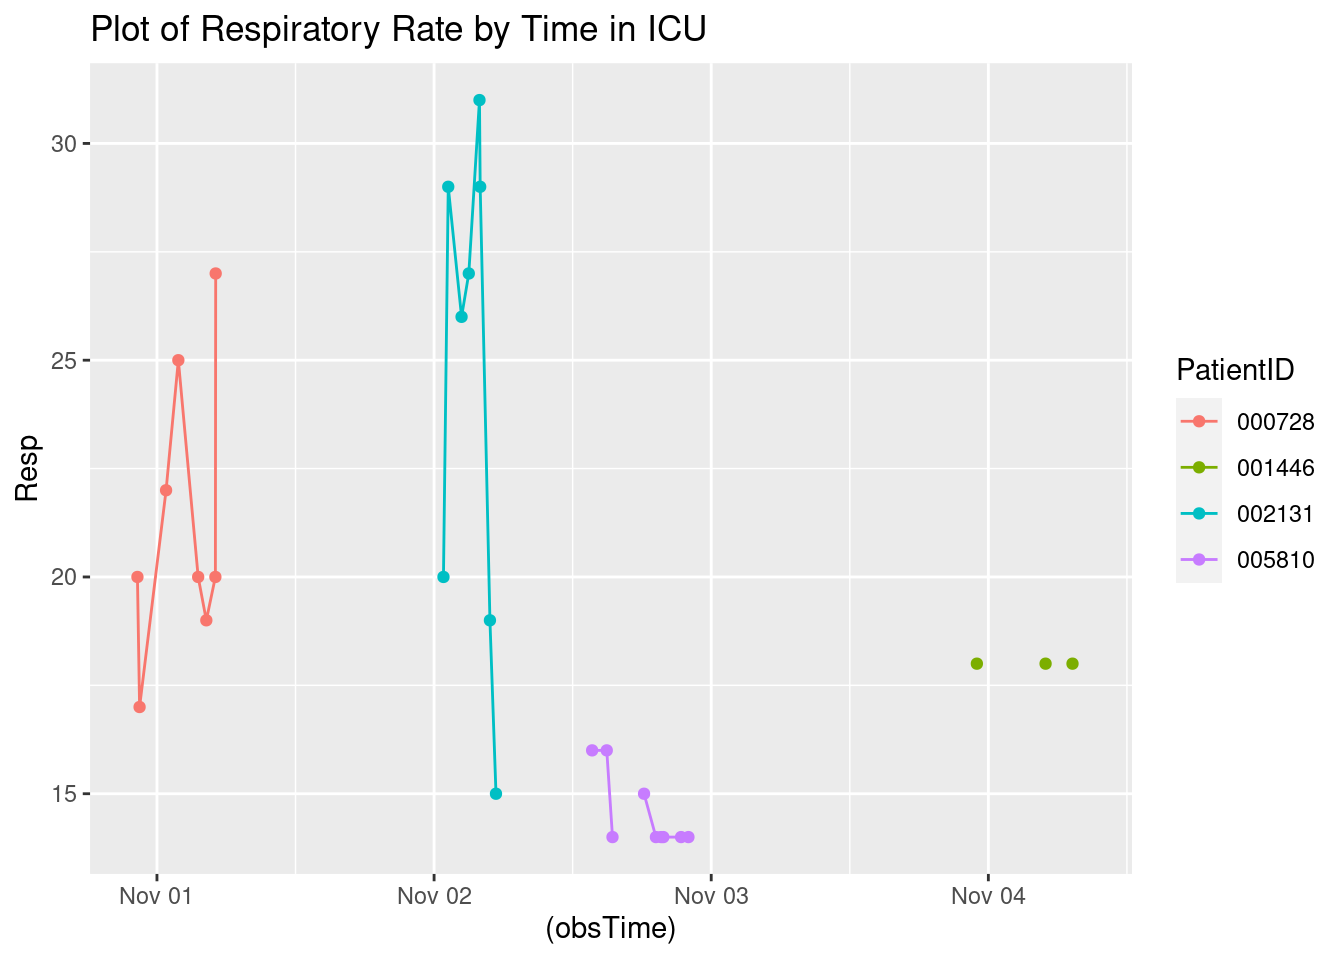 Plot of Respiratory Rate by Time in ICU
30
25
20
15
Resp
Nov 01
Nov 02
Nov 03
Nov 04
(obsTime)
PatientID
000728
001446
002131
005810